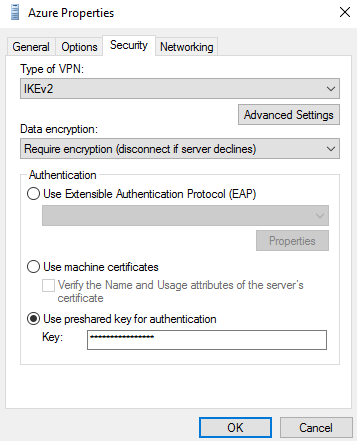 Azure Properties
General Options Security Networking
Type of VPN:
IKEv2
Advanced Settings
Data encryption:
Require encryption (disconnect if server declines)
Authentication
Use Extensible Authentication Protocol (EAP)
Properties
Use machine certificates
Verify the Name and Usage attributes of the server's
certificate
Use preshared key for authentication
Key: ****************
OK Cancel